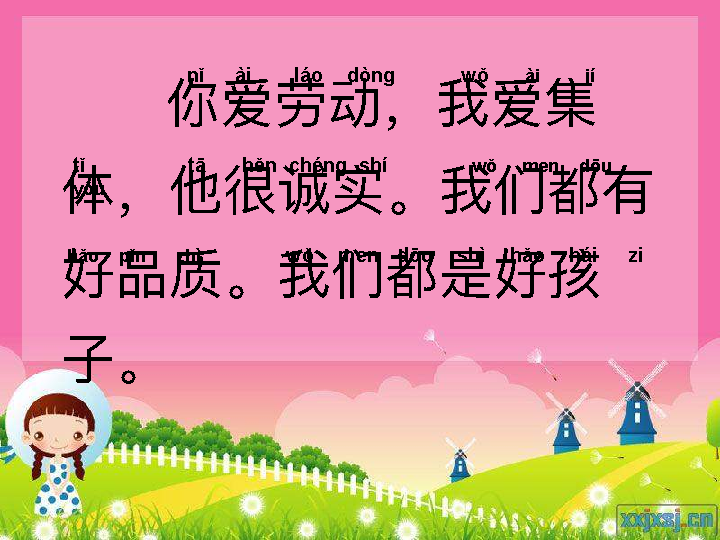 nǐ ài láo dòng wǒ ài jí
你爱劳动，我爱集
tǐ tā hěn chéng shí wǒ men dōu
体，他很诚实。我们都有
hǎo pǐn zhì wǒ men dōu shì hǎo hái zi
好品质。我们都是好孩
子。
xxjxsj.cn